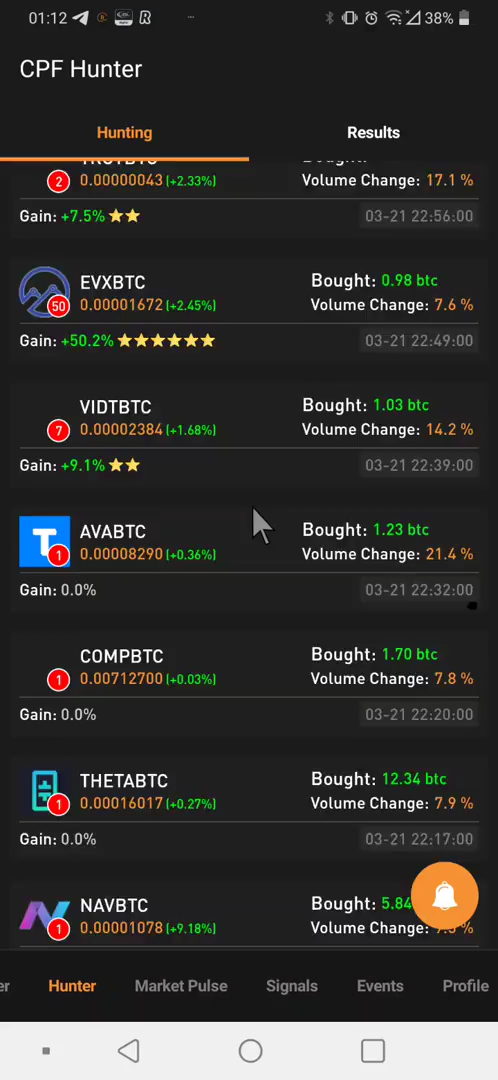 01:12 38%
CPF Hunter
Hunting Results
2 0.00000043 (+2.33%) Volume Change: 17.1 %
Gain: +7.5% 03-21 22:56:00
EVXBTC Bought: 0.98 btc
50 0.00001672 (+2.45%) Volume Change: 7.6 %
Gain: +50.2% 03-21 22:49:00
VIDTBTC Bought: 1.03 btc
7 0.00002384 (+1.68%) Volume Change: 14.2 %
Gain: +9.1% 03-21 22:39:00
AVABTC Bought: 1.23 btc
1 0.00008290 (+0.36%) Volume Change: 21.4 %
Gain: 0.0% 03-21 22:32:00
COMPBTC Bought: 1.70 btc
1 0.00712700 (+0.03%) Volume Change: 7.8 %
Gain: 0.0% 03-21 22:20:00
THETABTC Bought: 12.34 btc
1 0.00016017 (+0.27%) Volume Change: 7.9 %
Gain: 0.0% 03-21 22:17:00
NAVBTC Bought: 5.84
1 0.00001078 (+9.18%) Volume Change:
er Hunter Market Pulse Signals Events Profile